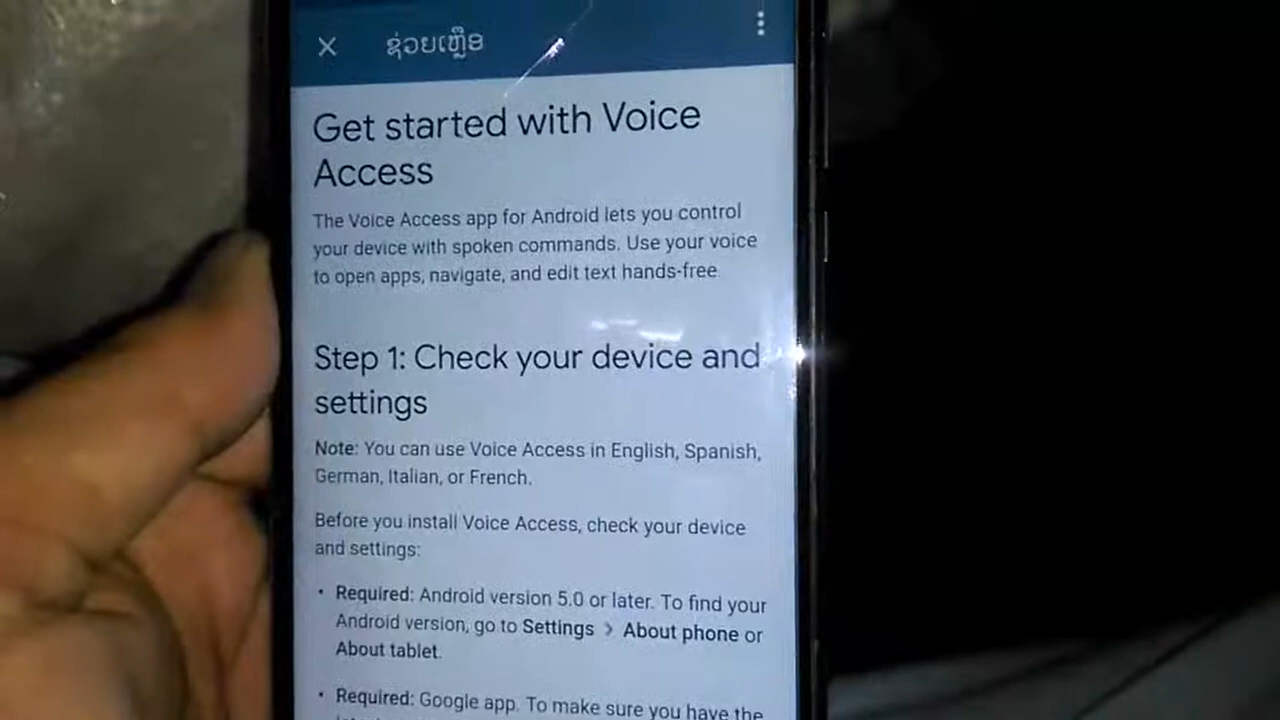 ຊ່ວຍເຫຼືອ
Get started with Voice
Access
The Voice Access app for Android lets you control
your device with spoken commands. Use your voice
to open apps, navigate, and edit text hands-free.
Step 1: Check your device and
settings
Note: You can use Voice Access in English, Spanish,
German, Italian, or French.
Before you install Voice Access, check your device
and settings:
• Required: Android version 5.0 or later. To find your
Android version, go to Settings > About phone or
About tablet.
• Required: Google app. To make sure you have the